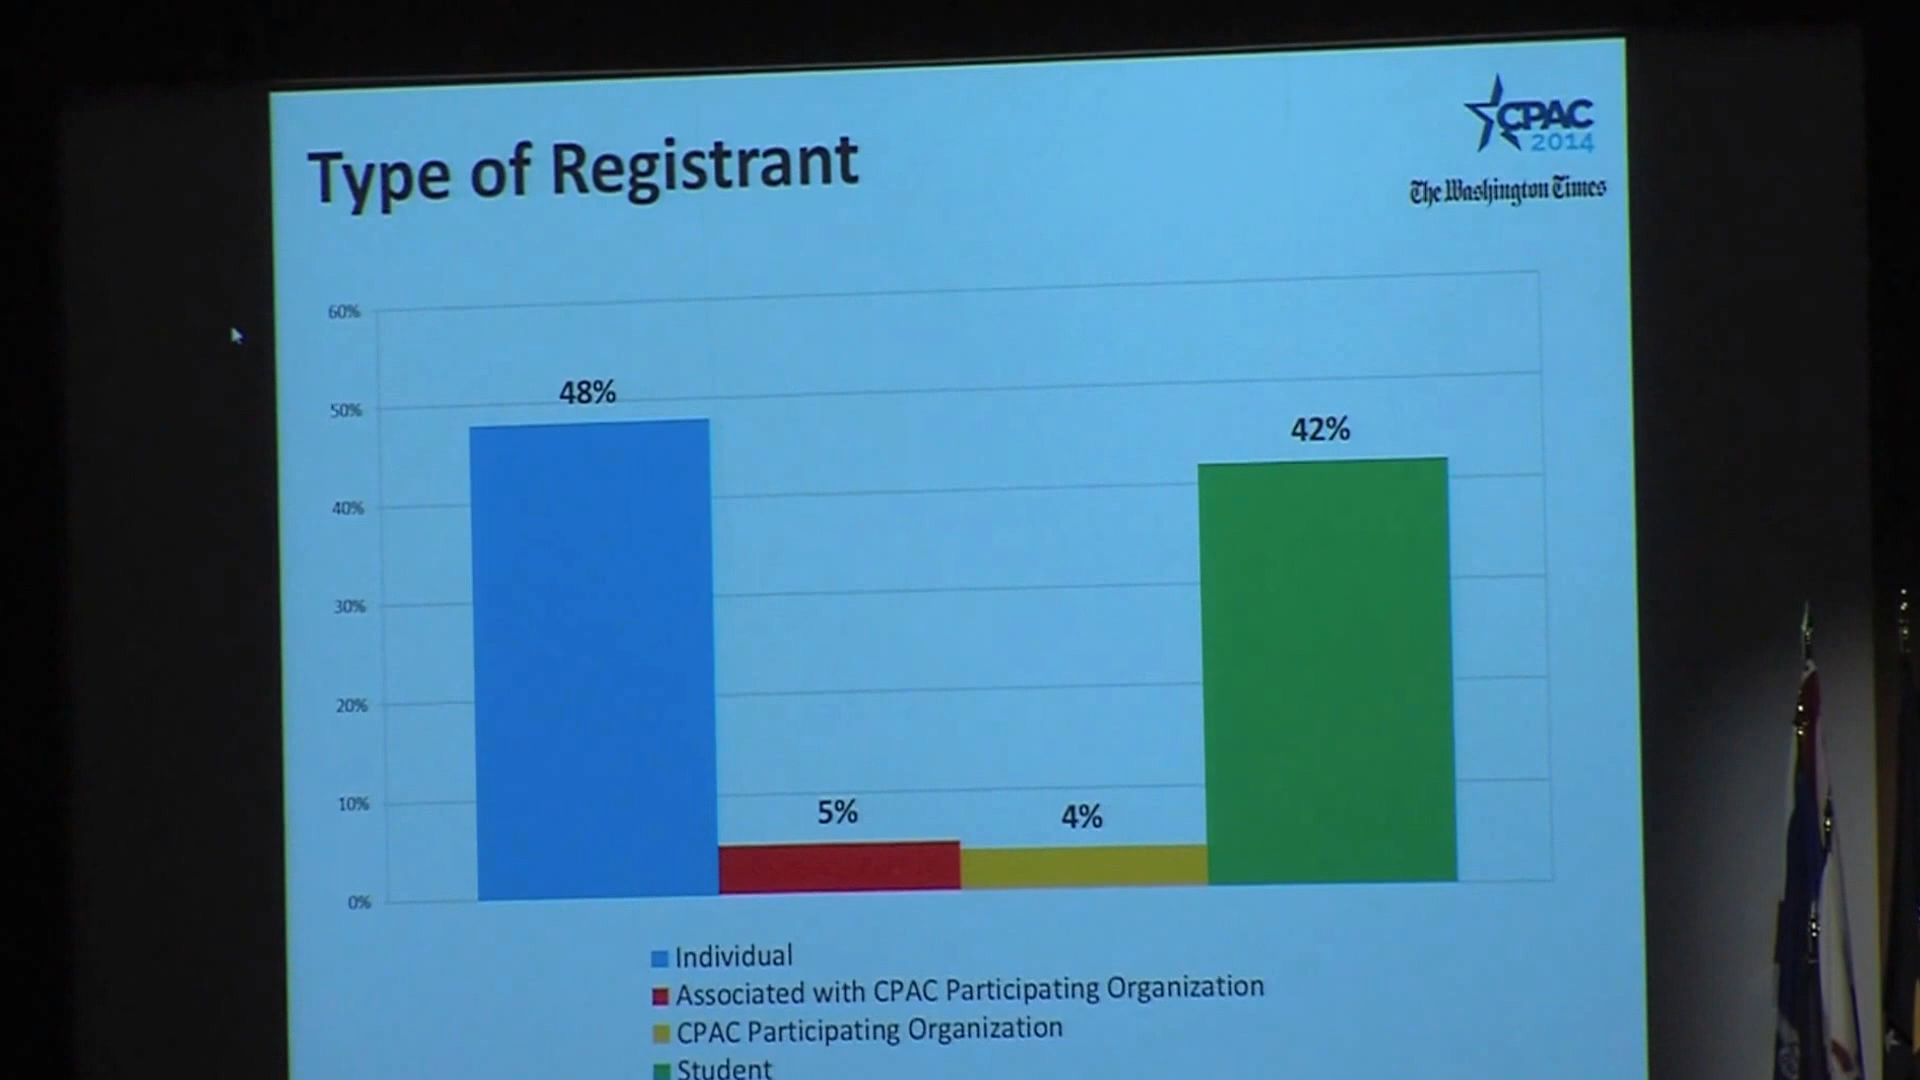 CPAC
2014
Type of Registrant
The Washington Times
60%
50%
40%
30%
20%
10%
0%
48%
5%
4%
42%
Individual
Associated with CPAC Participating Organization
CPAC Participating Organization
Student